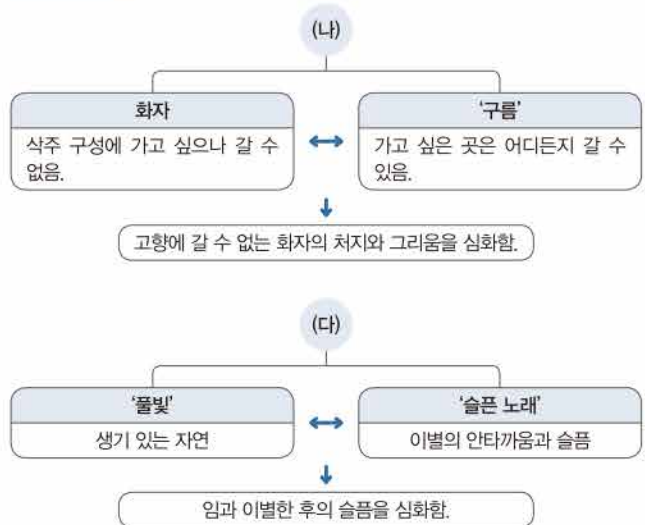 (나)
화자
삭주 구성에 가고 싶으나 갈 수
없음.
'구름'
가고 싶은 곳은 어디든지 갈 수
있음.
고향에 갈 수 없는 화자의 처지와 그리움을 심화함.
(다)
'풀빛'
생기 있는 자연
'슬픈 노래'
이별의 안타까움과 슬픔
임과 이별한 후의 슬픔을 심화함.